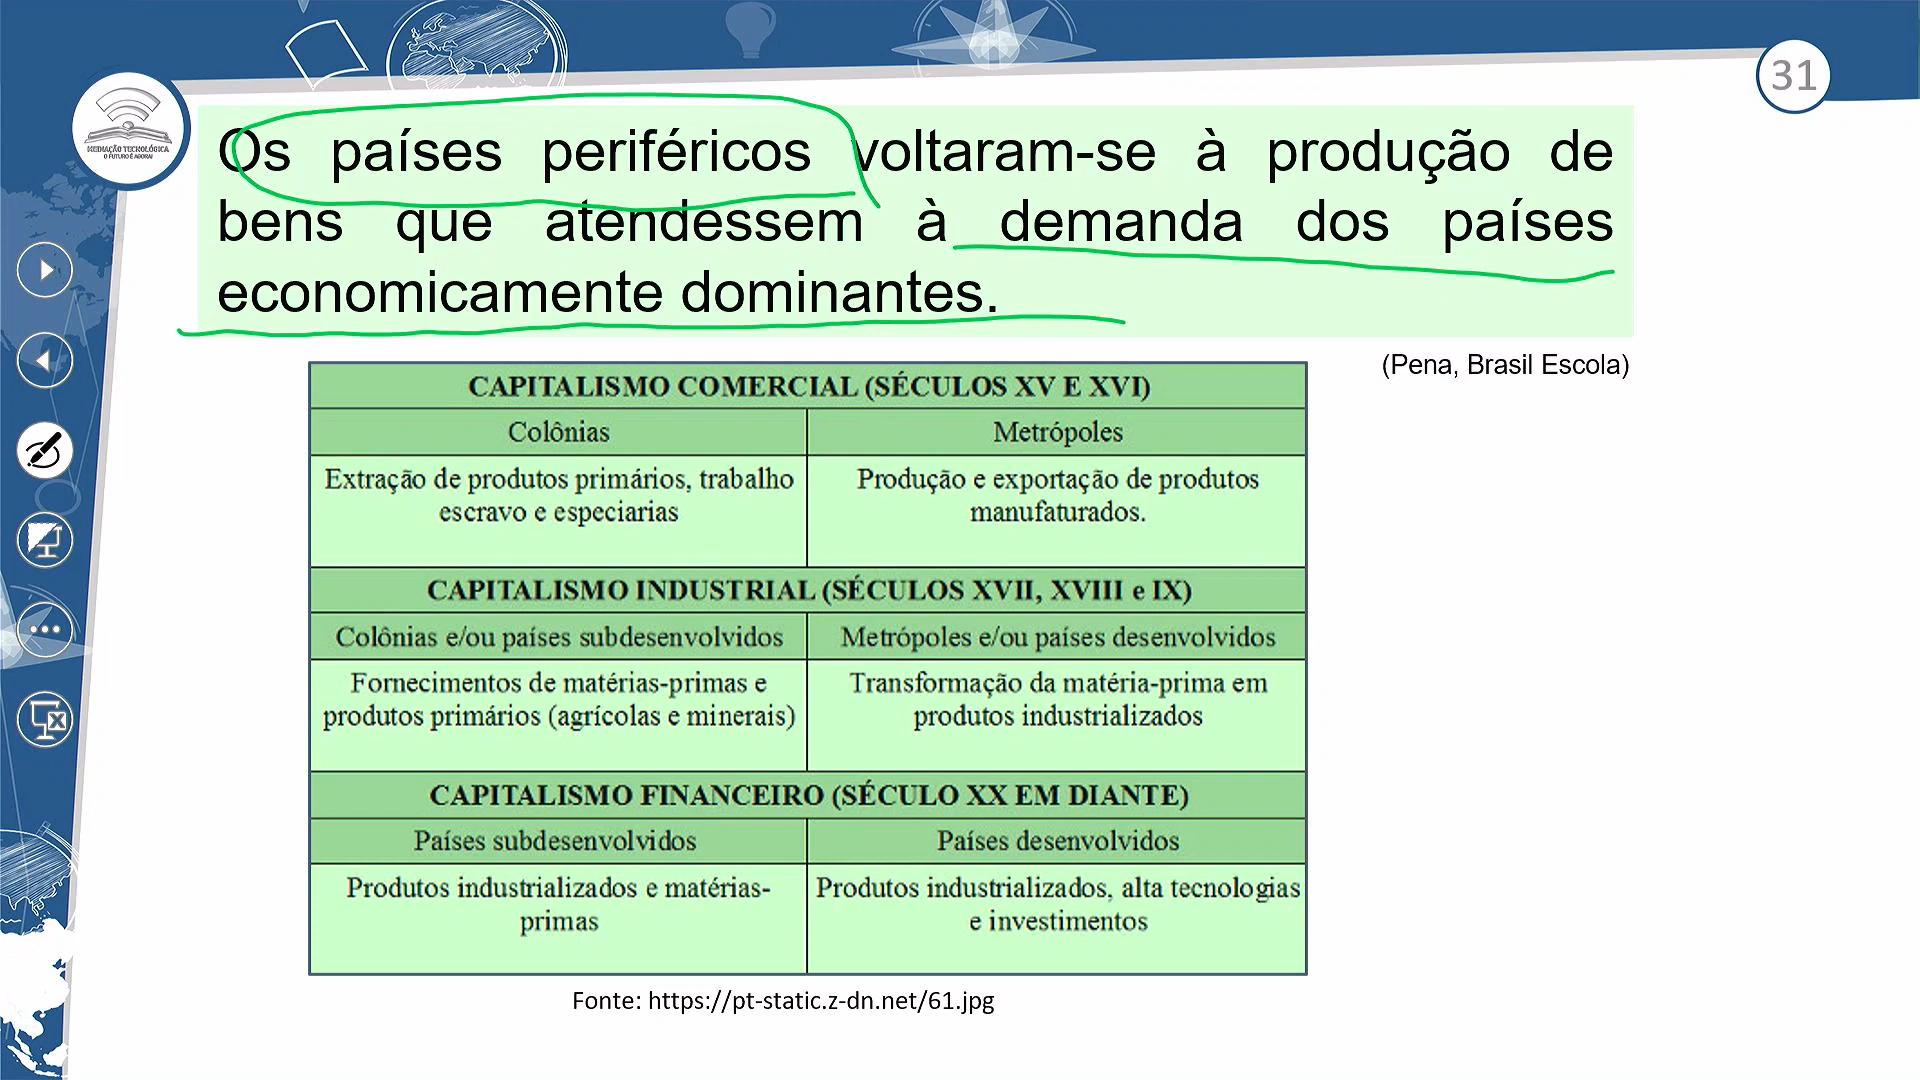 31
MEDIAÇÃO TECNOLÓGICA
O FUTURO É AGORA!
Os países periféricos voltaram-se à produção de
bens que atendessem à demanda dos países
economicamente dominantes.
(Pena, Brasil Escola)
CAPITALISMO COMERCIAL (SÉCULOS XV E XVI)
Colônias
Metrópoles
Extração de produtos primários, trabalho
escravo e especiarias
Produção e exportação de produtos
manufaturados.
CAPITALISMO INDUSTRIAL (SÉCULOS XVII, XVIII e IX)
Colônias e/ou países subdesenvolvidos
Metrópoles e/ou países desenvolvidos
Fornecimentos de matérias-primas e
produtos primários (agrícolas e minerais)
Transformação da matéria-prima em
produtos industrializados
CAPITALISMO FINANCEIRO (SÉCULO XX EM DIANTE)
Países subdesenvolvidos
Países desenvolvidos
Produtos industrializados e matérias-
primas
Produtos industrializados, alta tecnologias
e investimentos
Fonte: https://pt-static.z-dn.net/61.jpg